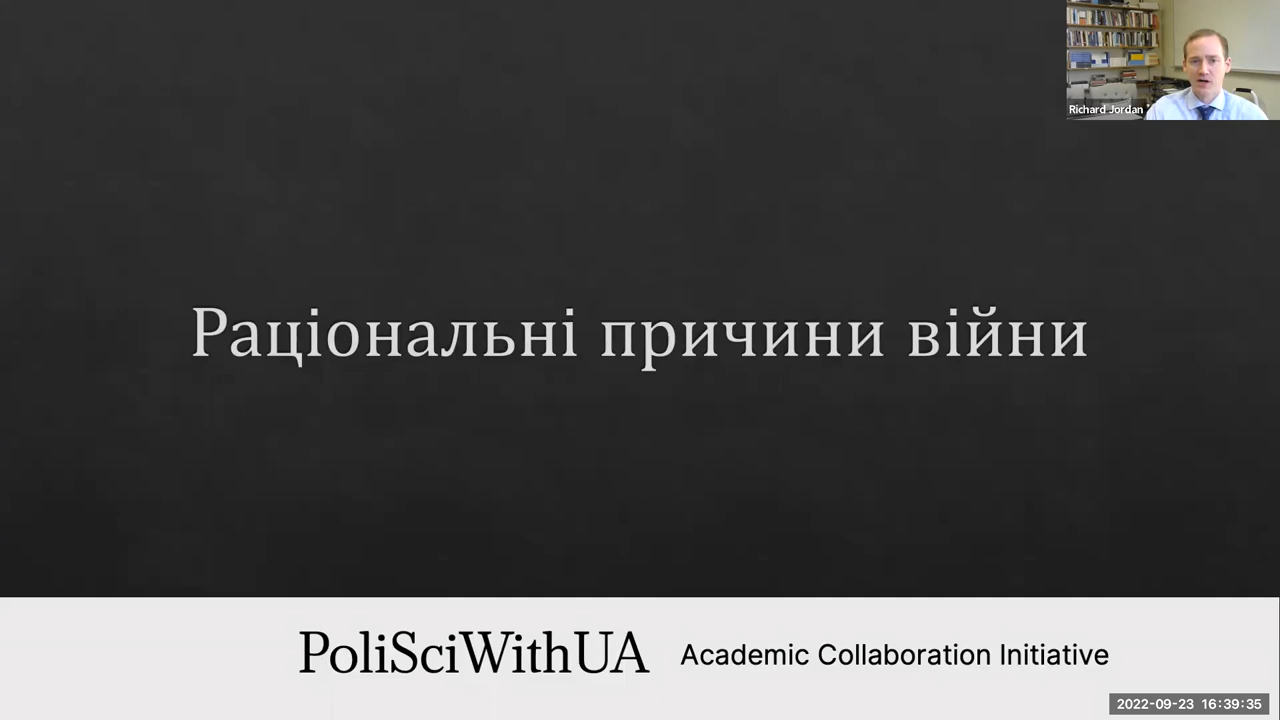 Richard Jordan
Раціональні причини війни
PoliSciWithUA Academic Collaboration Initiative
2022-09-23 16:39:35